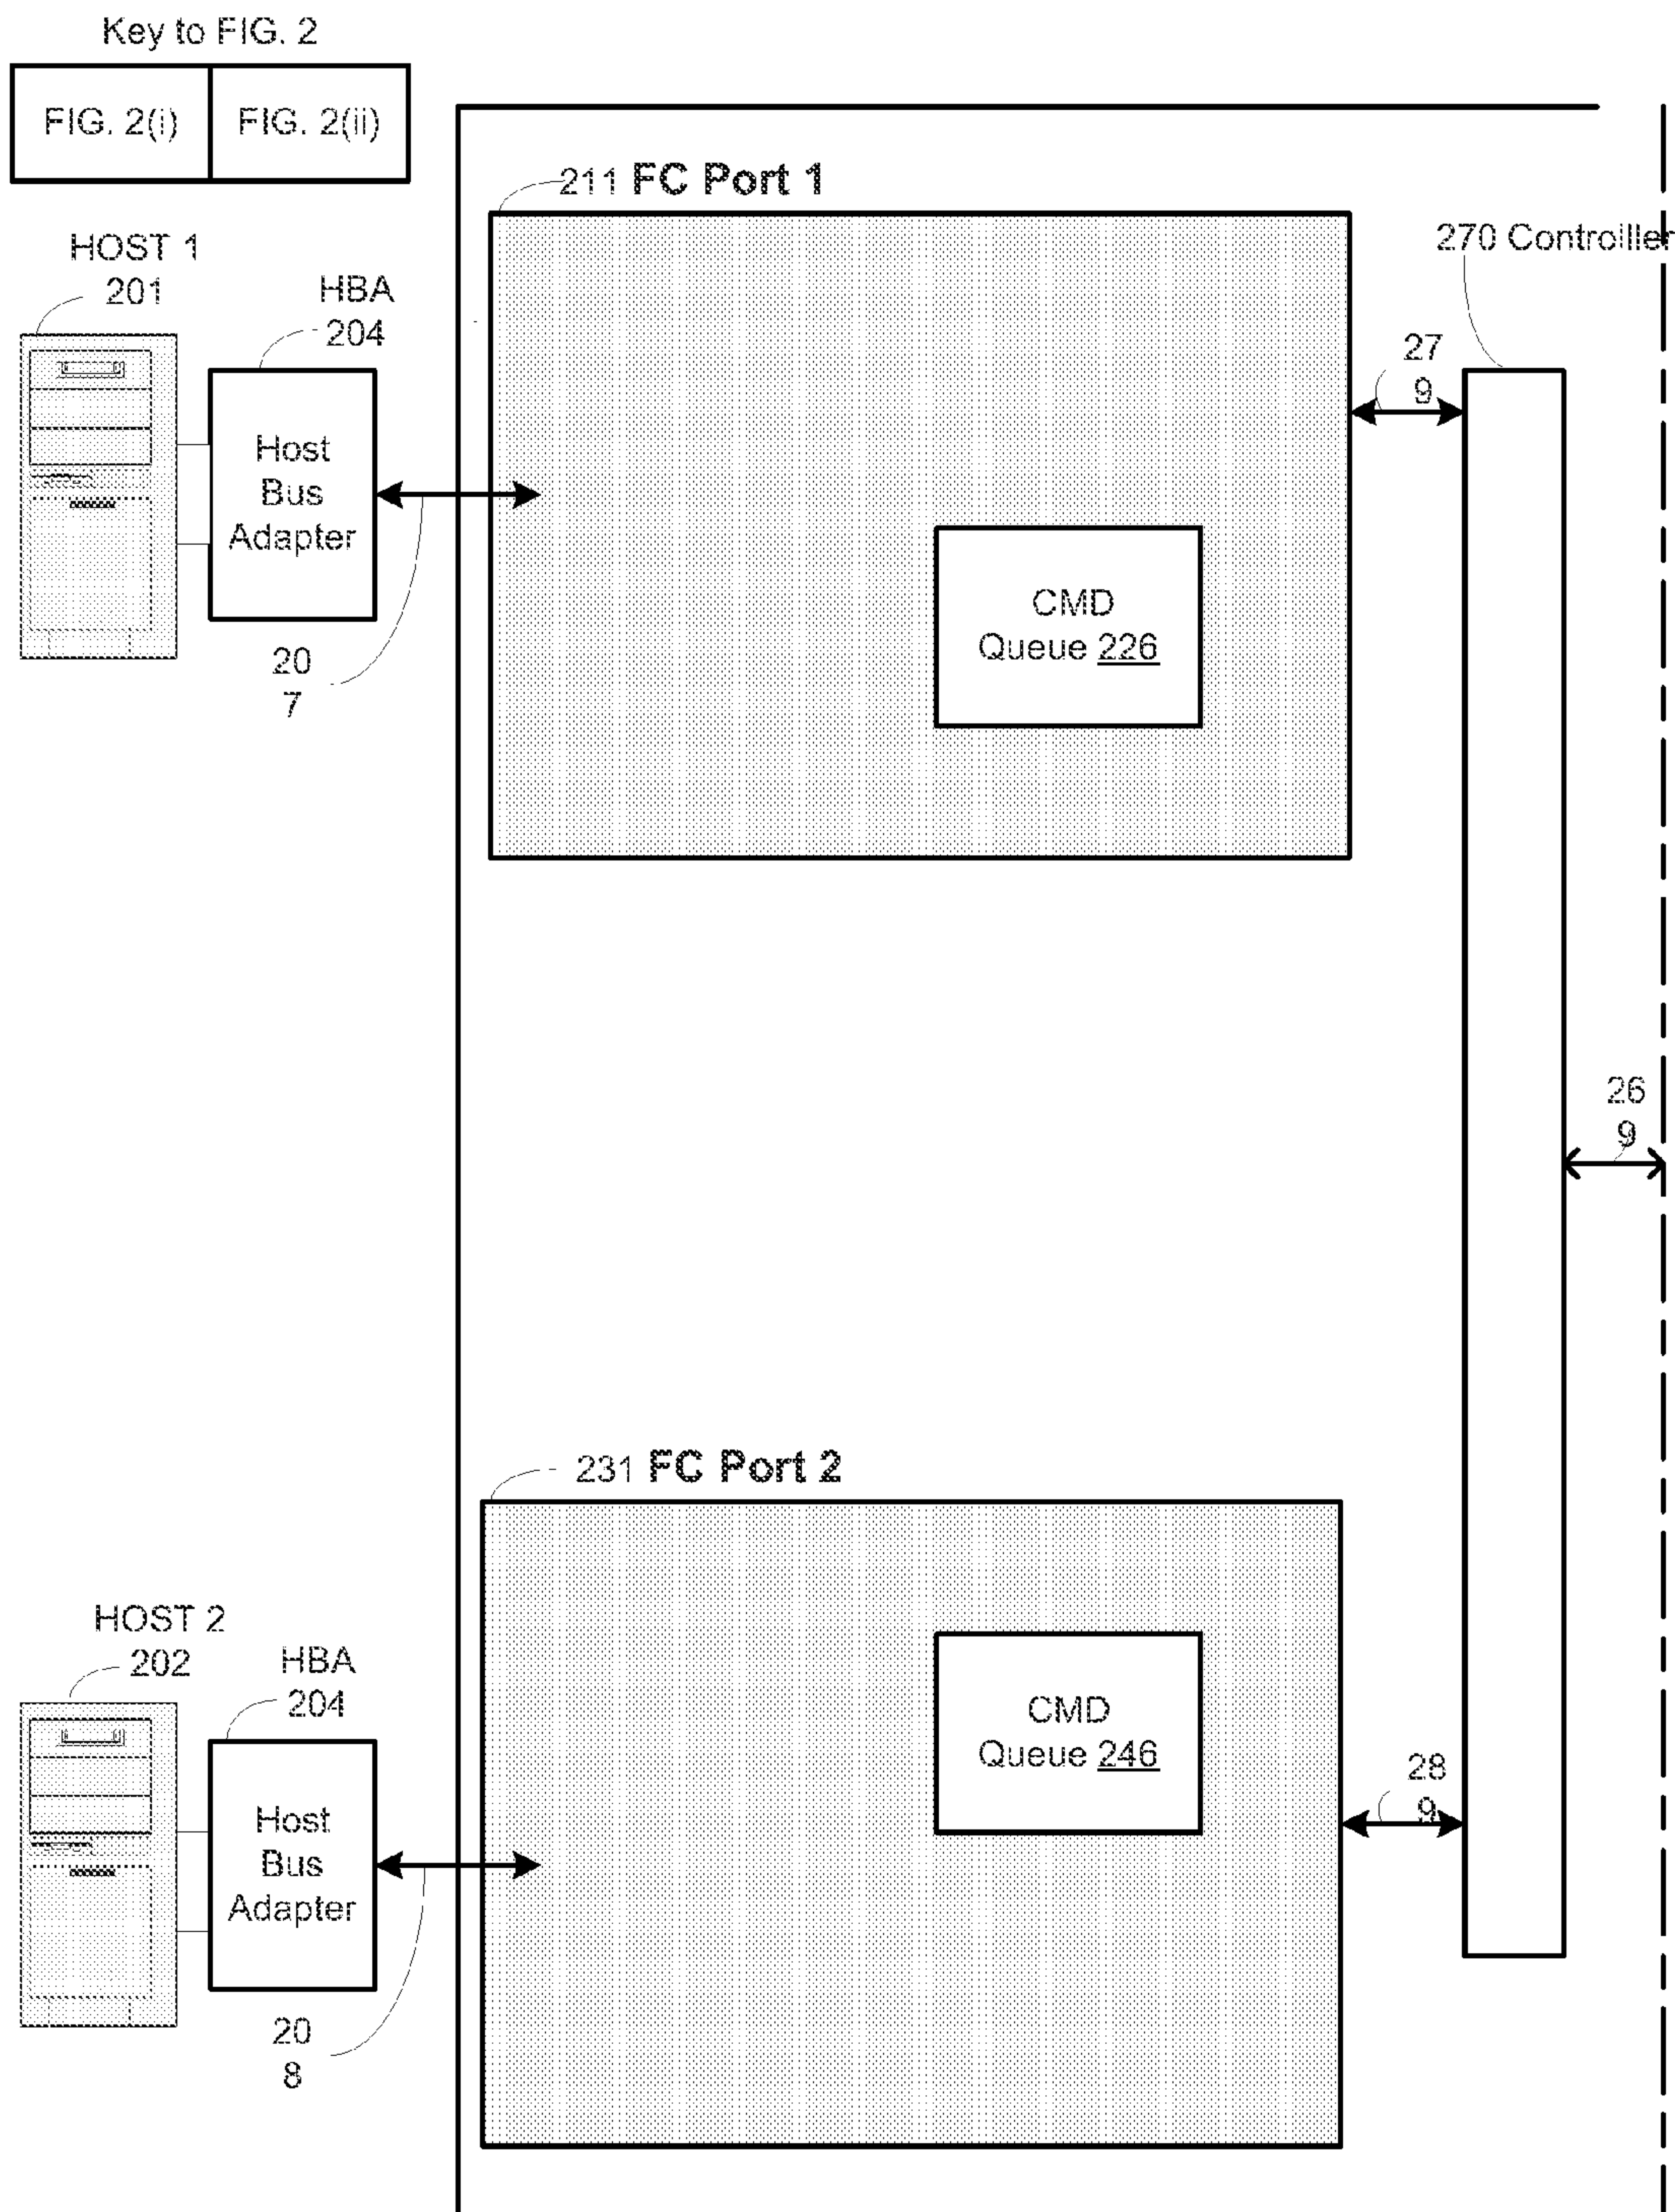 Key to FIG. 2
FIG. 2(i) FIG. 2(ii)
211 FC Port 1
HOST 1
201
HBA
204
270 Controiller
27
9
Host
Bus
Adapter
CMD
Queue 226
20
7
26
9
231 FC Port 2
HOST 2
202
HBA
204
CMD
Queue 246
28
9
Host
Bus
Adapter
20
8